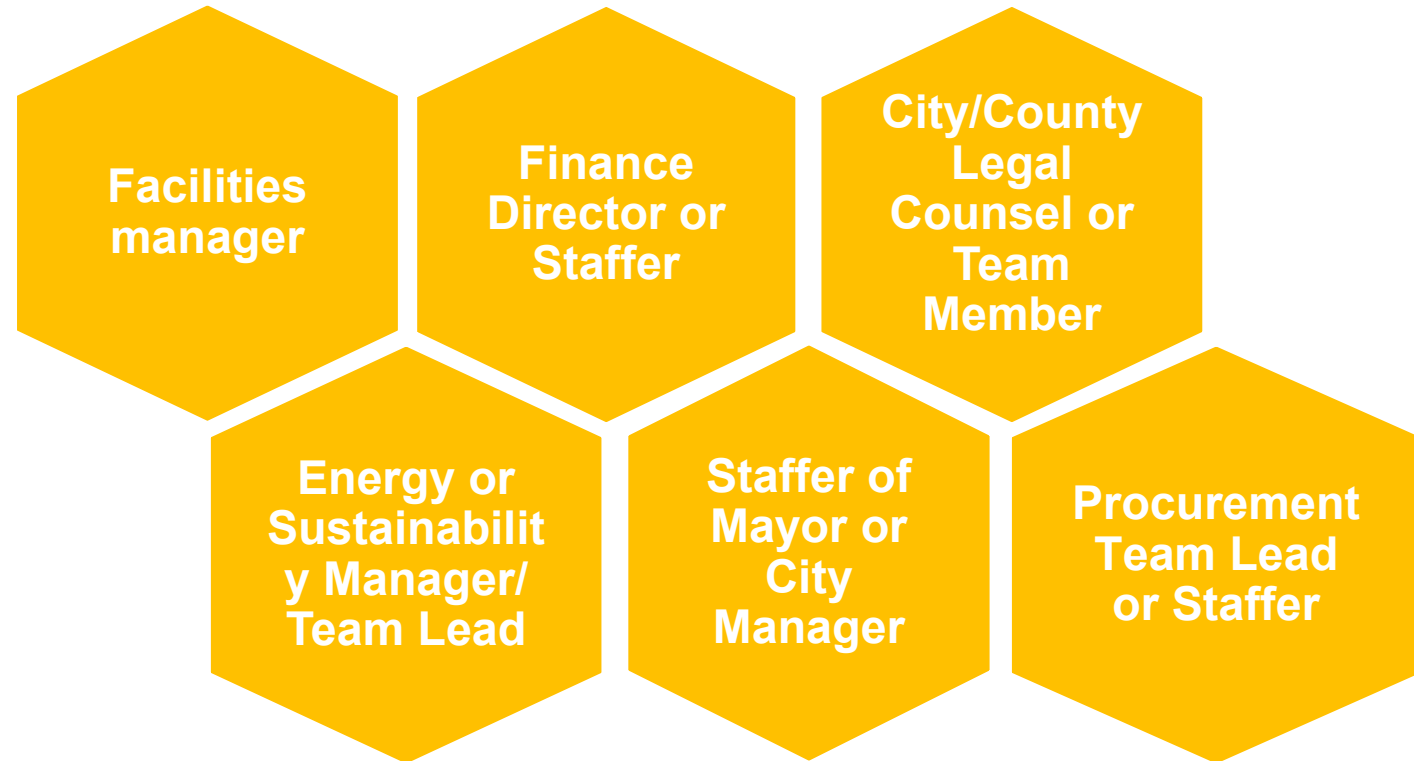 Facilities
manager
Finance
Director or
Staffer
City/County
Legal
Counsel or
Team
Member
Energy or
Sustainabilit
y Manager/
Team Lead
Staffer of
Mayor or
City
Manager
Procurement
Team Lead
or Staffer